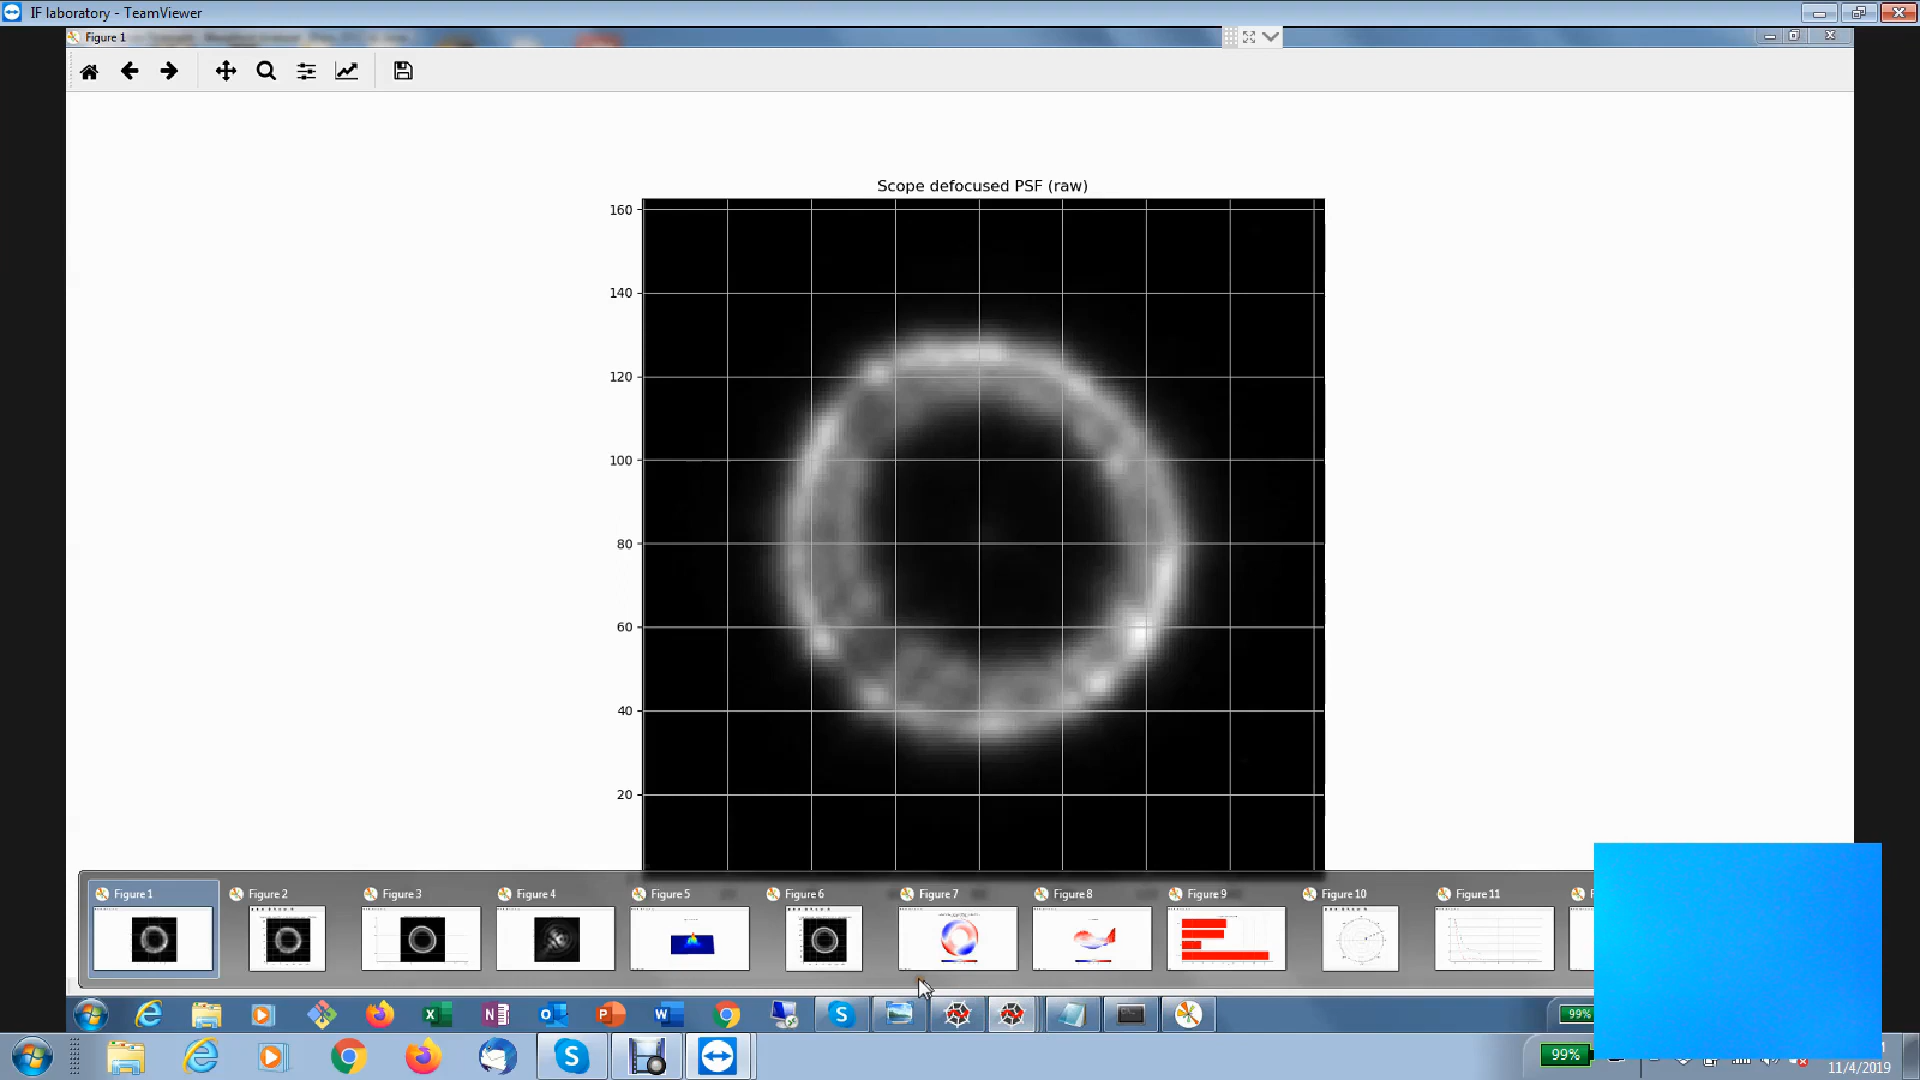 IF laboratory - TeamViewer
Figure 1
Scope defocused PSF (raw)
160
140
120
100
80
60
40
20
Figure 1
Figure 2
Figure 3
Figure 4
Figure 5
Figure 6
Figure 7
Figure 8
Figure 9
Figure 10
Figure 11
99%
99%
11/4/2019